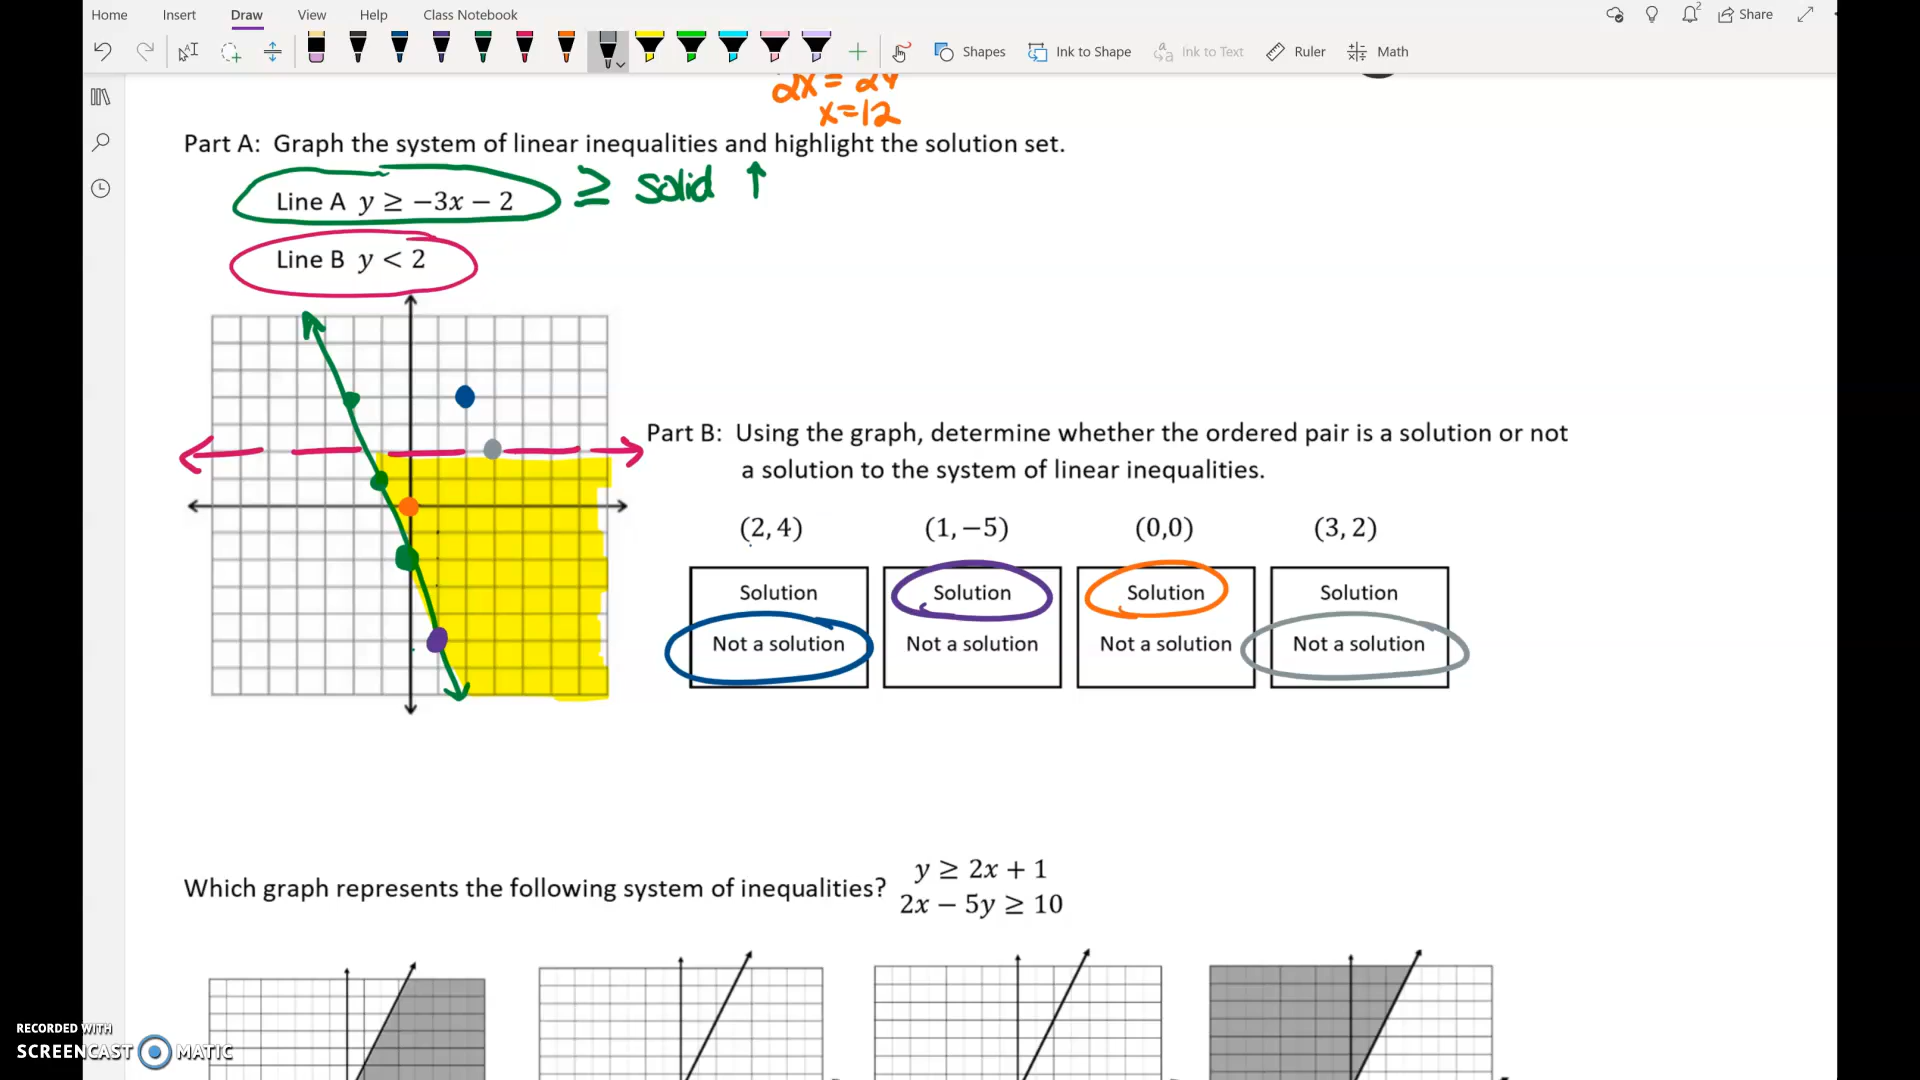 Home Insert Draw View Help Class Notebook 2 Share
Shapes Ink to Shape Ink to Text Ruler Math
2x = 24
x=12
Part A: Graph the system of linear inequalities and highlight the solution set.
Line A y ≥ −3x − 2 ≥ solid ↑
Line B y < 2
Part B: Using the graph, determine whether the ordered pair is a solution or not
a solution to the system of linear inequalities.
(2, 4) (1, −5) (0,0) (3, 2)
Solution Solution Solution Solution
Not a solution Not a solution Not a solution Not a solution
Which graph represents the following system of inequalities?
y ≥ 2x + 1
2x − 5y ≥ 10
RECORDED WITH
SCREENCAST MATIC